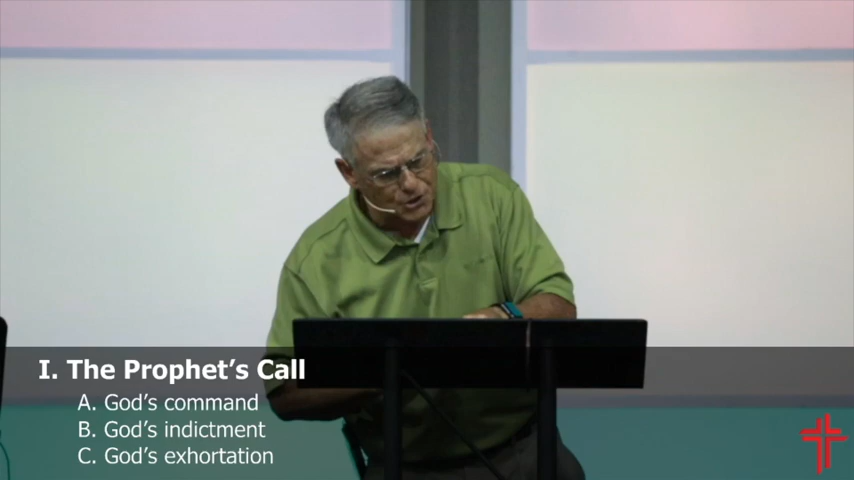 I. The Prophet's Call
A. God's command
B. God's indictment
C. God's exhortation